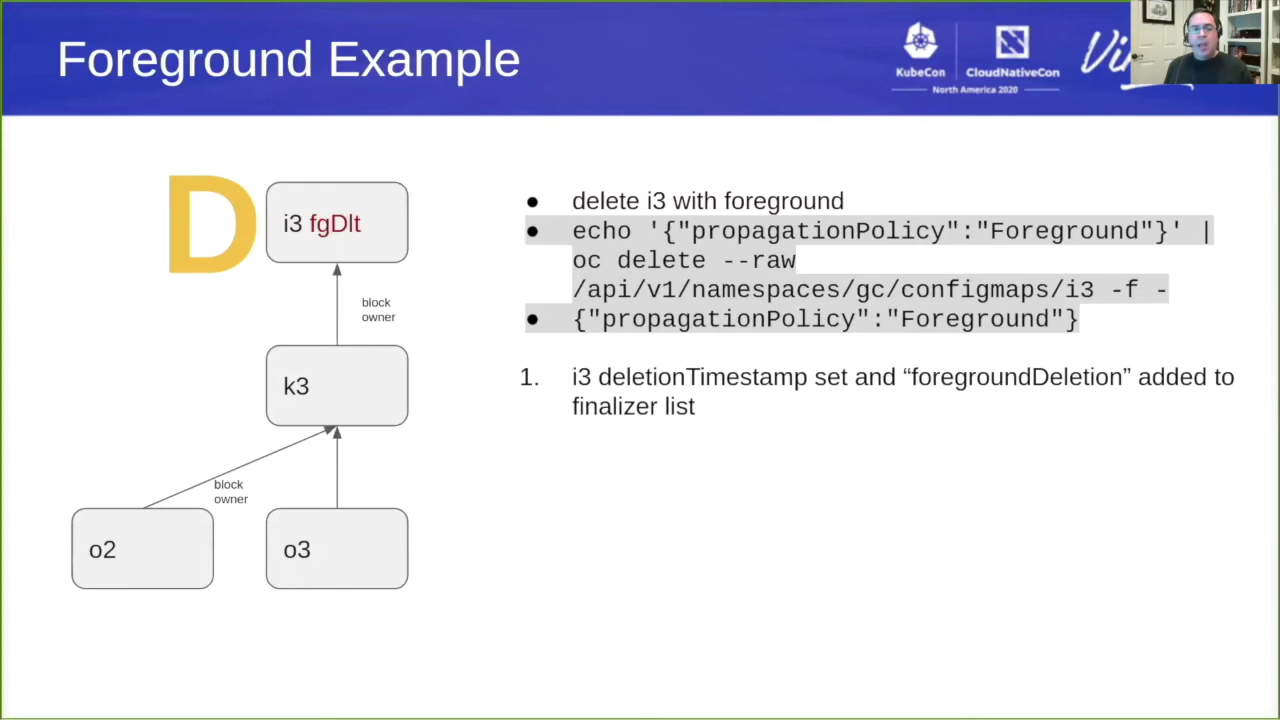 Foreground Example
KubeCon
CloudNativeCon
North America 2020
D
i3 fgDlt
block
owner
k3
block
owner
o2
o3
● delete i3 with foreground
● echo '{"propagationPolicy":"Foreground"}' |
oc delete --raw
/api/v1/namespaces/gc/configmaps/i3 -f -
● {"propagationPolicy":"Foreground"}
1. i3 deletionTimestamp set and “foregroundDeletion” added to
finalizer list